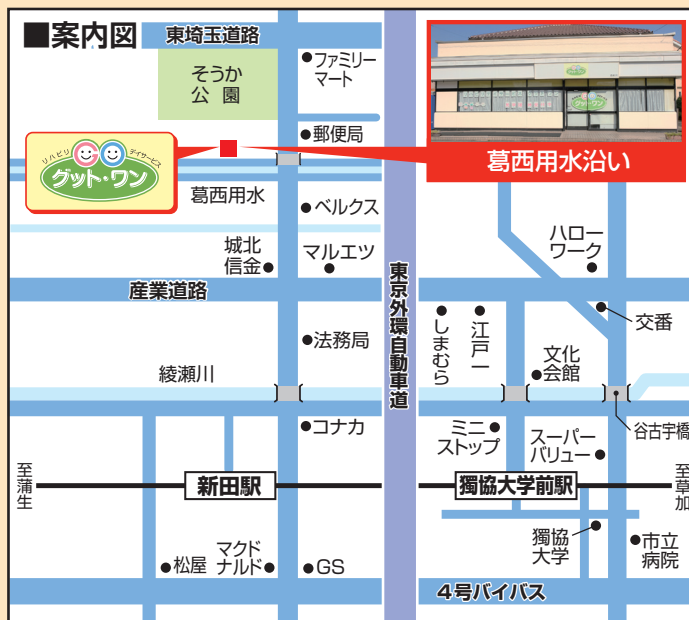 ■案内図
東埼玉道路
そうか
公園
ファミリー
マート
郵便局
リハビリ
デイサービス
グット・ワン
葛西用水沿い
葛西用水
ベルクス
城北
信金
マルエツ
ハロー
ワーク
産業道路
東京外環自動車道
交番
しまむら
江戸一
法務局
文化
会館
綾瀬川
谷古宇橋
コナカ
ミニ
ストップ
スーパー
バリュー
至蒲生
新田駅
獨協大学前駅
至草加
獨協
大学
市立
病院
松屋
マクド
ナルド
GS
4号バイパス